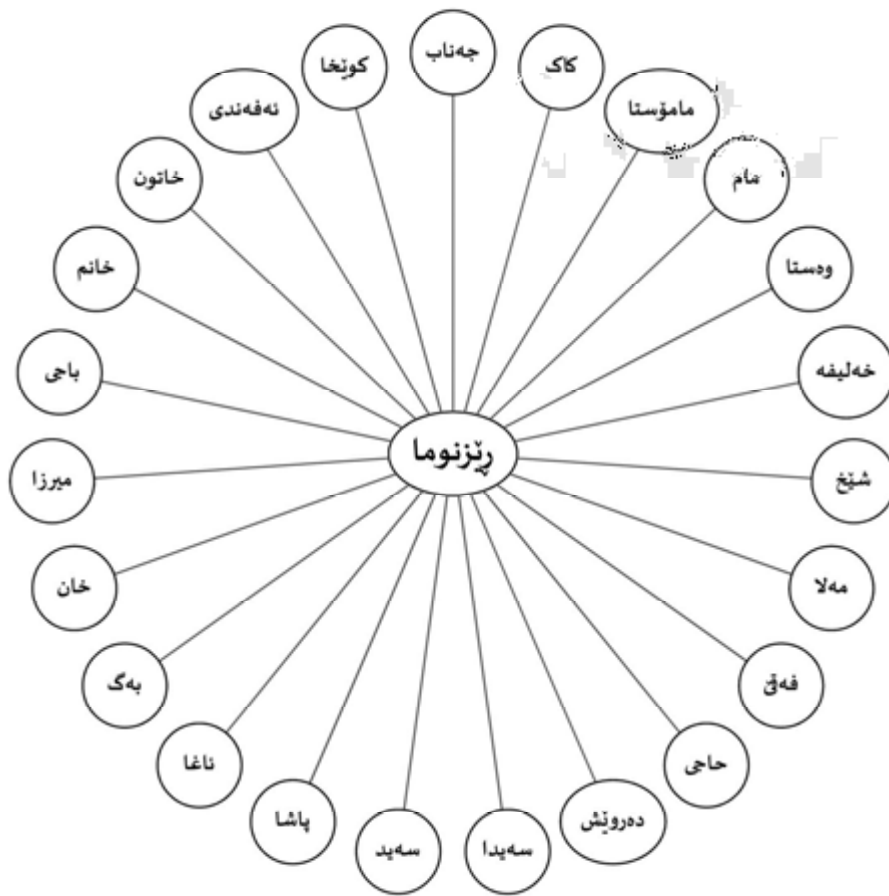 جەناب
کاک
مامۆستا
مام
وەستا
خەلیفە
شێخ
مەلا
فەقێ
حاجی
دەروێش
سەیدا
سەید
پاشا
ئاغا
بەگ
خان
میرزا
باجی
خانم
خاتون
ئەفەندی
کوێخا
ڕێزنوما